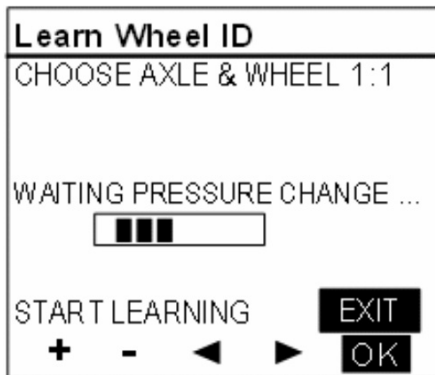 Learn Wheel ID
CHOOSE AXLE & WHEEL 1:1
WAITING PRESSURE CHANGE ...
START LEARNING EXIT
+ - ◀ ▶ OK